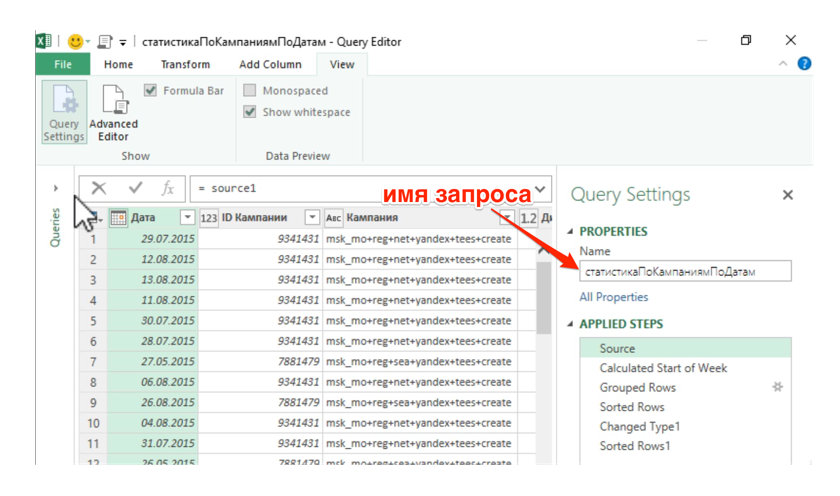 статистикаПоКампаниямПоДатам - Query Editor
File Home Transform Add Column View
Query Settings
Advanced Editor
Formula Bar
Monospaced
Show whitespace
Show
Data Preview
= source1
имя запроса
Queries
Дата 123 ID Кампании ABC Кампания 1.2
1 29.07.2015 9341431 msk_mo+reg+net+yandex+tees+create
2 12.08.2015 9341431 msk_mo+reg+net+yandex+tees+create
3 13.08.2015 9341431 msk_mo+reg+net+yandex+tees+create
4 11.08.2015 9341431 msk_mo+reg+net+yandex+tees+create
5 30.07.2015 9341431 msk_mo+reg+net+yandex+tees+create
6 28.07.2015 9341431 msk_mo+reg+net+yandex+tees+create
7 27.05.2015 7881479 msk_mo+reg+sea+yandex+tees+create
8 06.08.2015 9341431 msk_mo+reg+net+yandex+tees+create
9 26.08.2015 7881479 msk_mo+reg+sea+yandex+tees+create
10 04.08.2015 9341431 msk_mo+reg+net+yandex+tees+create
11 31.07.2015 9341431 msk_mo+reg+net+yandex+tees+create
12 26.05.2015 7881479 msk_mo+reg+sea+yandex+tees+create
Query Settings
PROPERTIES
Name
статистикаПоКампаниямПоДатам
All Properties
APPLIED STEPS
Source
Calculated Start of Week
Grouped Rows
Sorted Rows
Changed Type1
Sorted Rows1